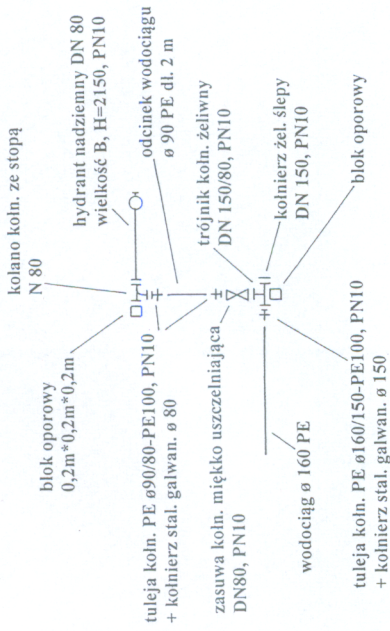 kolano kołn. ze stopą
N 80
blok oporowy
0,2m*0,2m*0,2m
hydrant nadziemny DN 80
wielkość B, H=2150, PN10
tuleja kołn. PE ø90/80-PE100, PN10
+ kołnierz stal. galwan. ø 80
odcinek wodociągu
ø 90 PE dł. 2 m
zasuwa kołn. miękko uszczelniająca
DN80, PN10
trójnik kołn. żeliwny
DN 150/80, PN10
wodociąg ø 160 PE
kołnierz żel. ślepy
DN 150, PN10
tuleja kołn. PE ø160/150-PE100, PN10
+ kołnierz stal. galwan. ø 150
blok oporowy